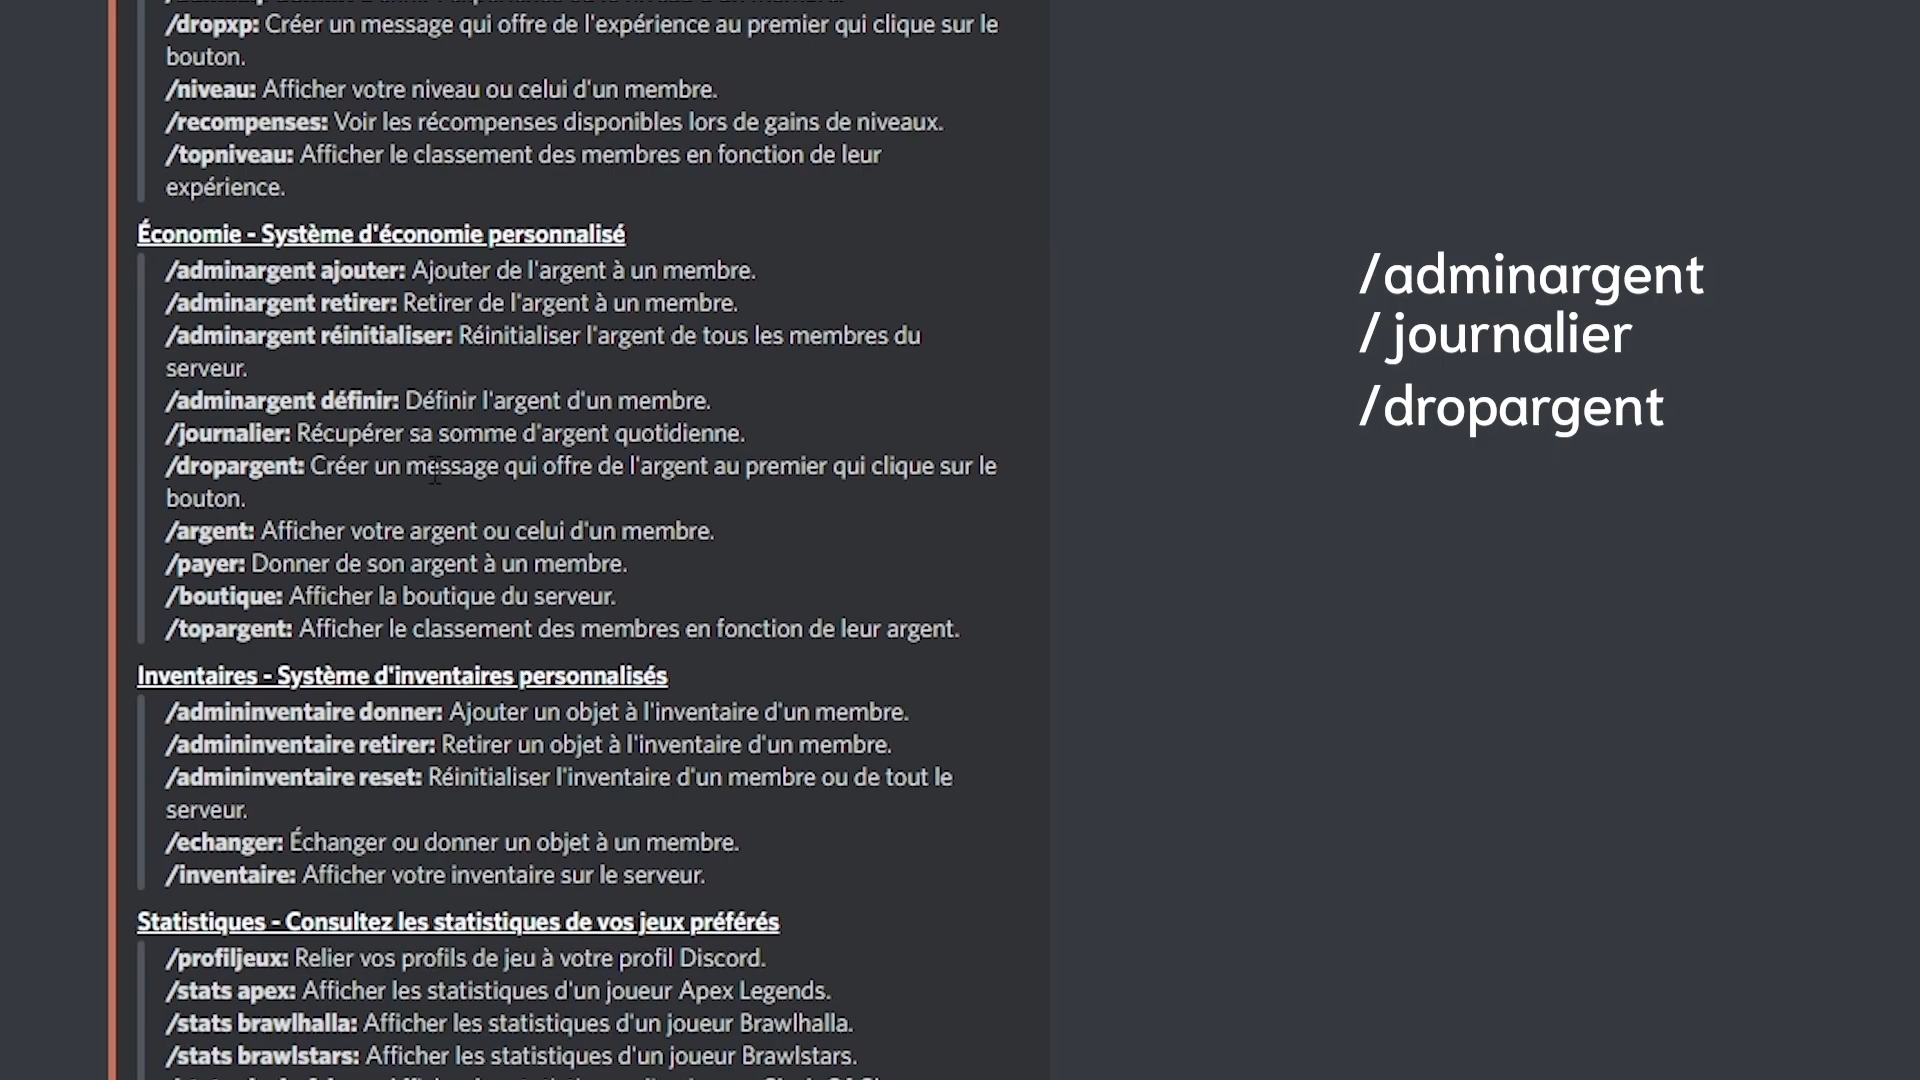 /dropxp: Créer un message qui offre de l'expérience au premier qui clique sur le
bouton.
/niveau: Afficher votre niveau ou celui d'un membre.
/recompenses: Voir les récompenses disponibles lors de gains de niveaux.
/topniveau: Afficher le classement des membres en fonction de leur
expérience.
Économie - Système d'économie personnalisé
/adminargent ajouter: Ajouter de l'argent à un membre.
/adminargent retirer: Retirer de l'argent à un membre.
/adminargent réinitialiser: Réinitialiser l'argent de tous les membres du
serveur.
/adminargent définir: Définir l'argent d'un membre.
/journalier: Récupérer sa somme d'argent quotidienne.
/dropargent: Créer un message qui offre de l'argent au premier qui clique sur le
bouton.
/argent: Afficher votre argent ou celui d'un membre.
/payer: Donner de son argent à un membre.
/boutique: Afficher la boutique du serveur.
/topargent: Afficher le classement des membres en fonction de leur argent.
Inventaires - Système d'inventaires personnalisés
/admininventaire donner: Ajouter un objet à l'inventaire d'un membre.
/admininventaire retirer: Retirer un objet à l'inventaire d'un membre.
/admininventaire reset: Réinitialiser l'inventaire d'un membre ou de tout le
serveur.
/echanger: Échanger ou donner un objet à un membre.
/inventaire: Afficher votre inventaire sur le serveur.
Statistiques - Consultez les statistiques de vos jeux préférés
/profiljeux: Relier vos profils de jeu à votre profil Discord.
/stats apex: Afficher les statistiques d'un joueur Apex Legends.
/stats brawlhalla: Afficher les statistiques d'un joueur Brawlhalla.
/stats brawlstars: Afficher les statistiques d'un joueur Brawlstars.
/adminargent
/journalier
/dropargent